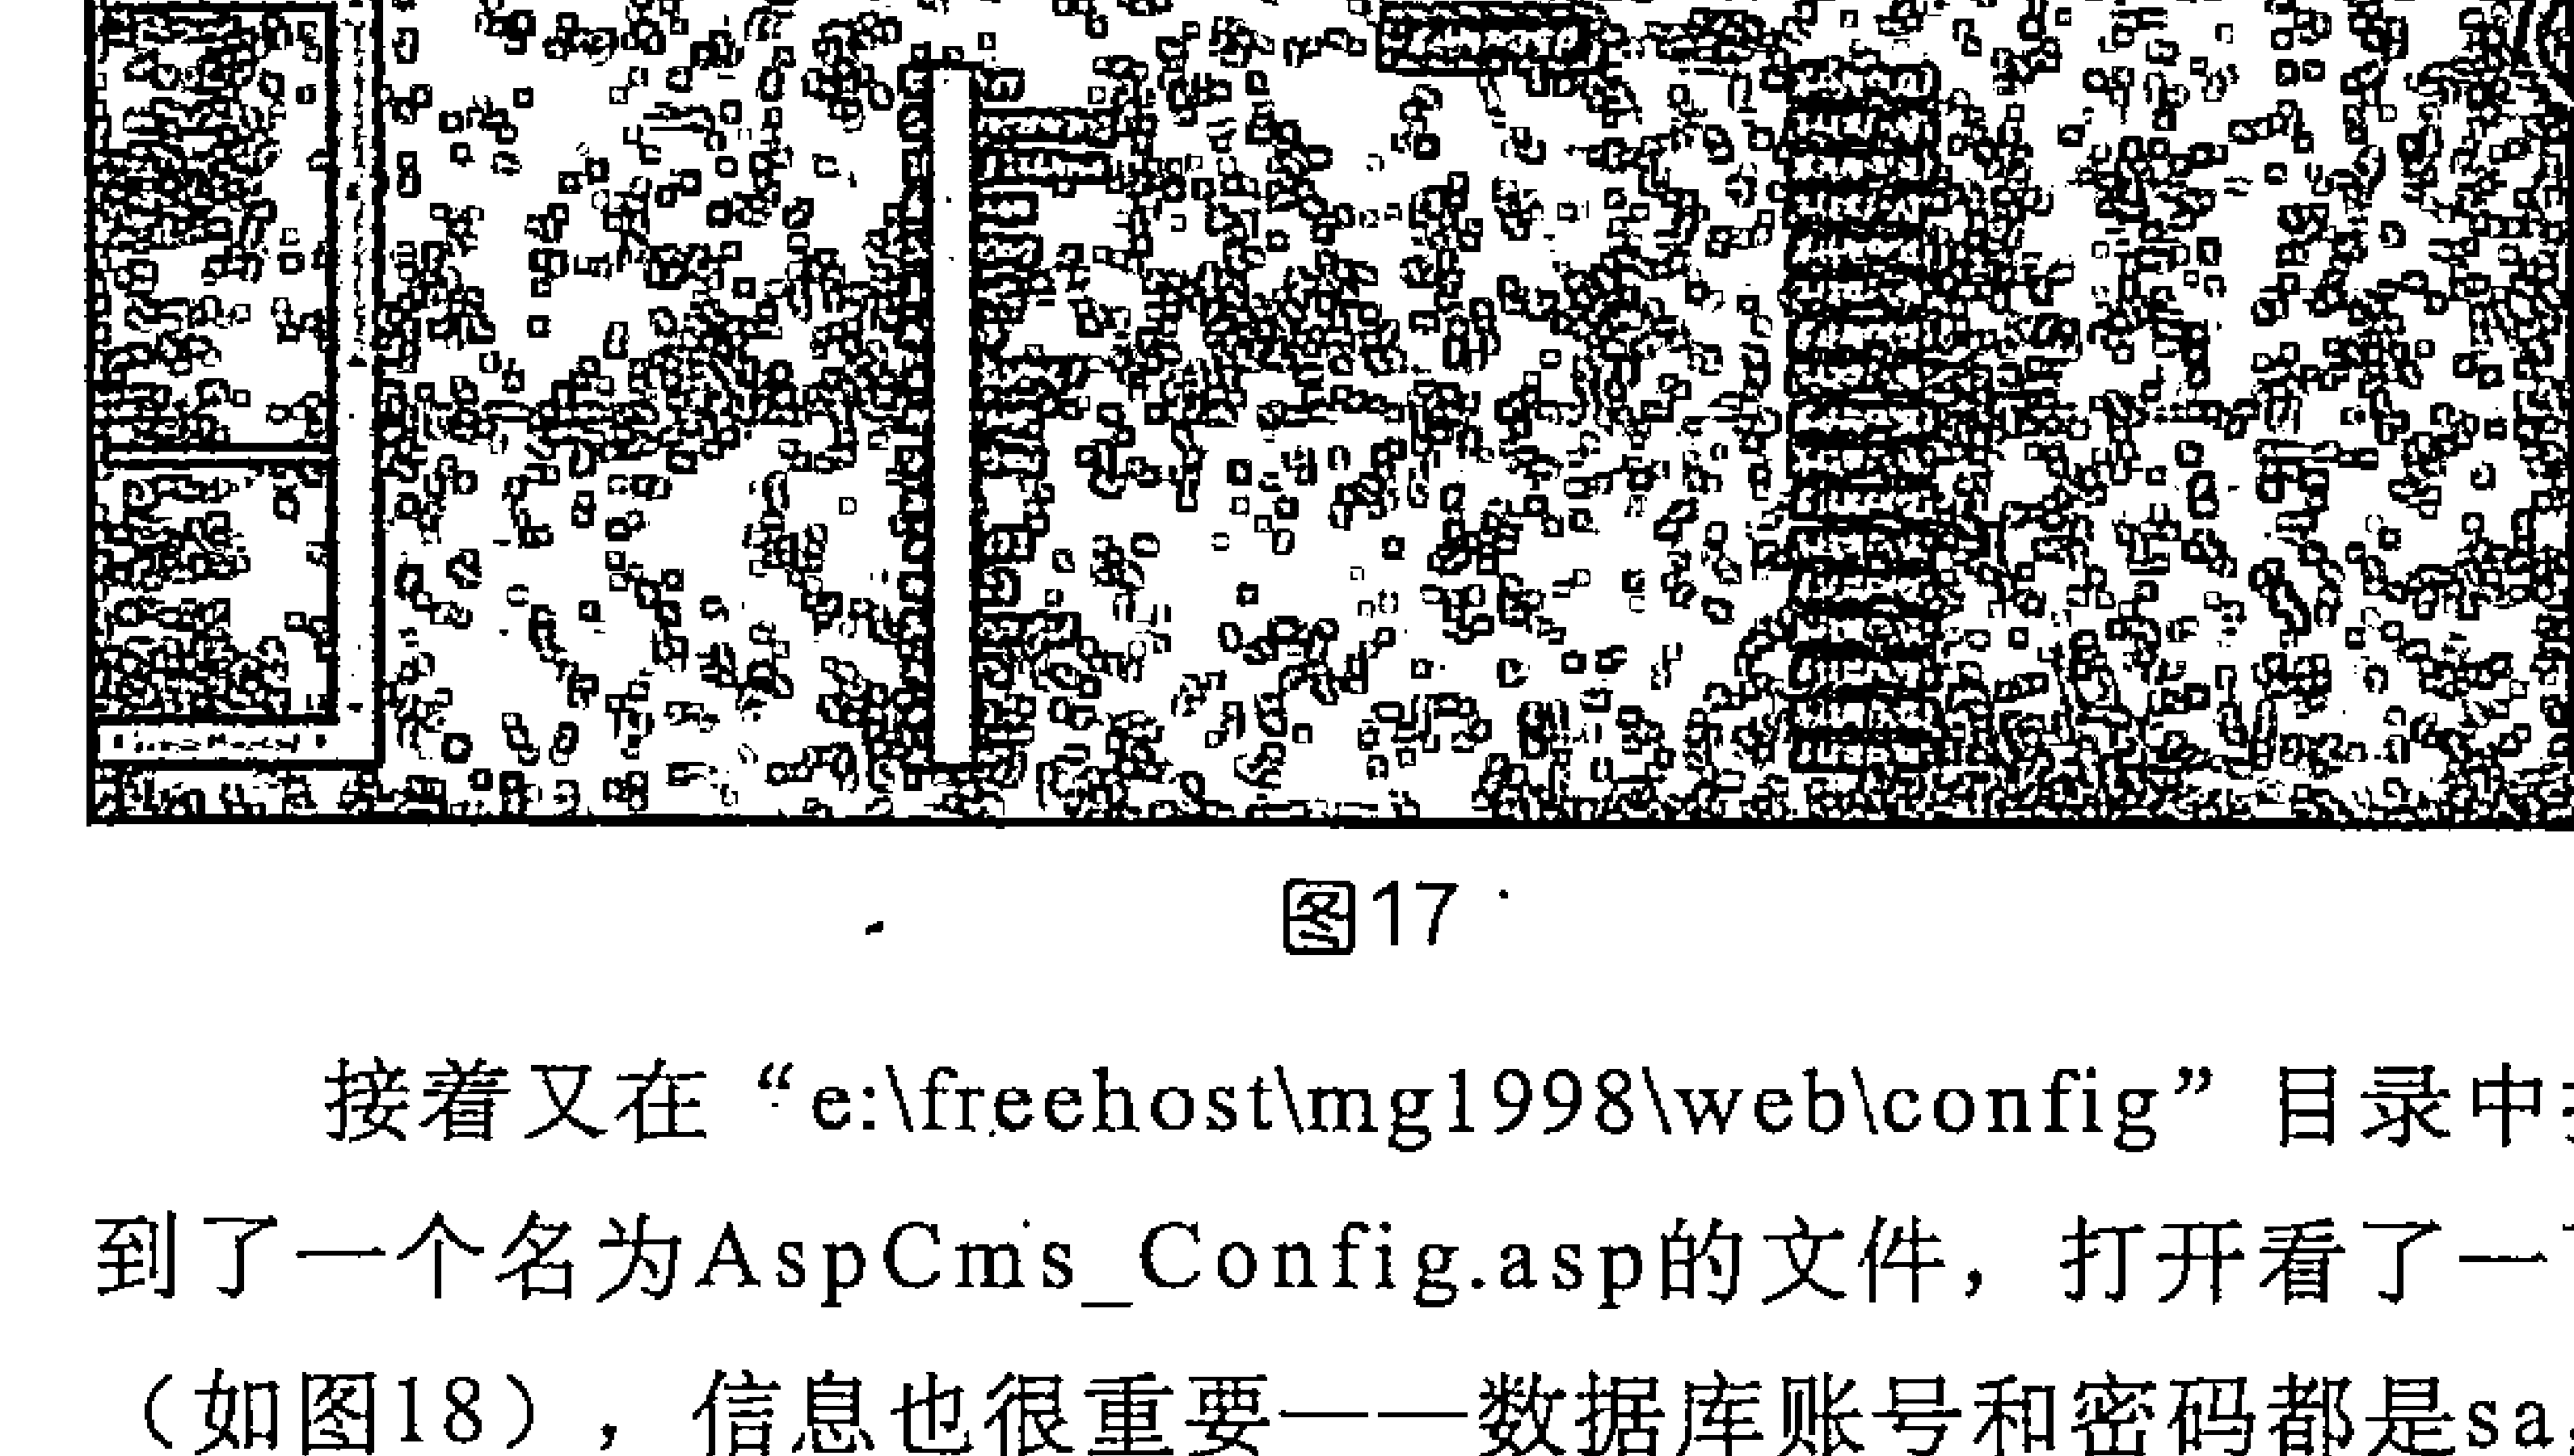 图17
接着又在“e:\freehost\mg1998\web\config”目录中
到了一个名为AspCms_Config.asp的文件，打开看了一
（如图18），信息也很重要——数据库账号和密码都是sa